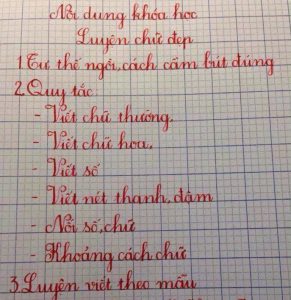 Nội dung khóa học
Luyện chữ đẹp
1. Tư thế ngồi, cách cầm bút đúng
2. Quy tắc
- Viết chữ thường.
- Viết chữ hoa.
- Viết số
- Viết nét thanh, đậm
- Nối số, chữ
- Khoảng cách chữ
3. Luyện viết theo mẫu